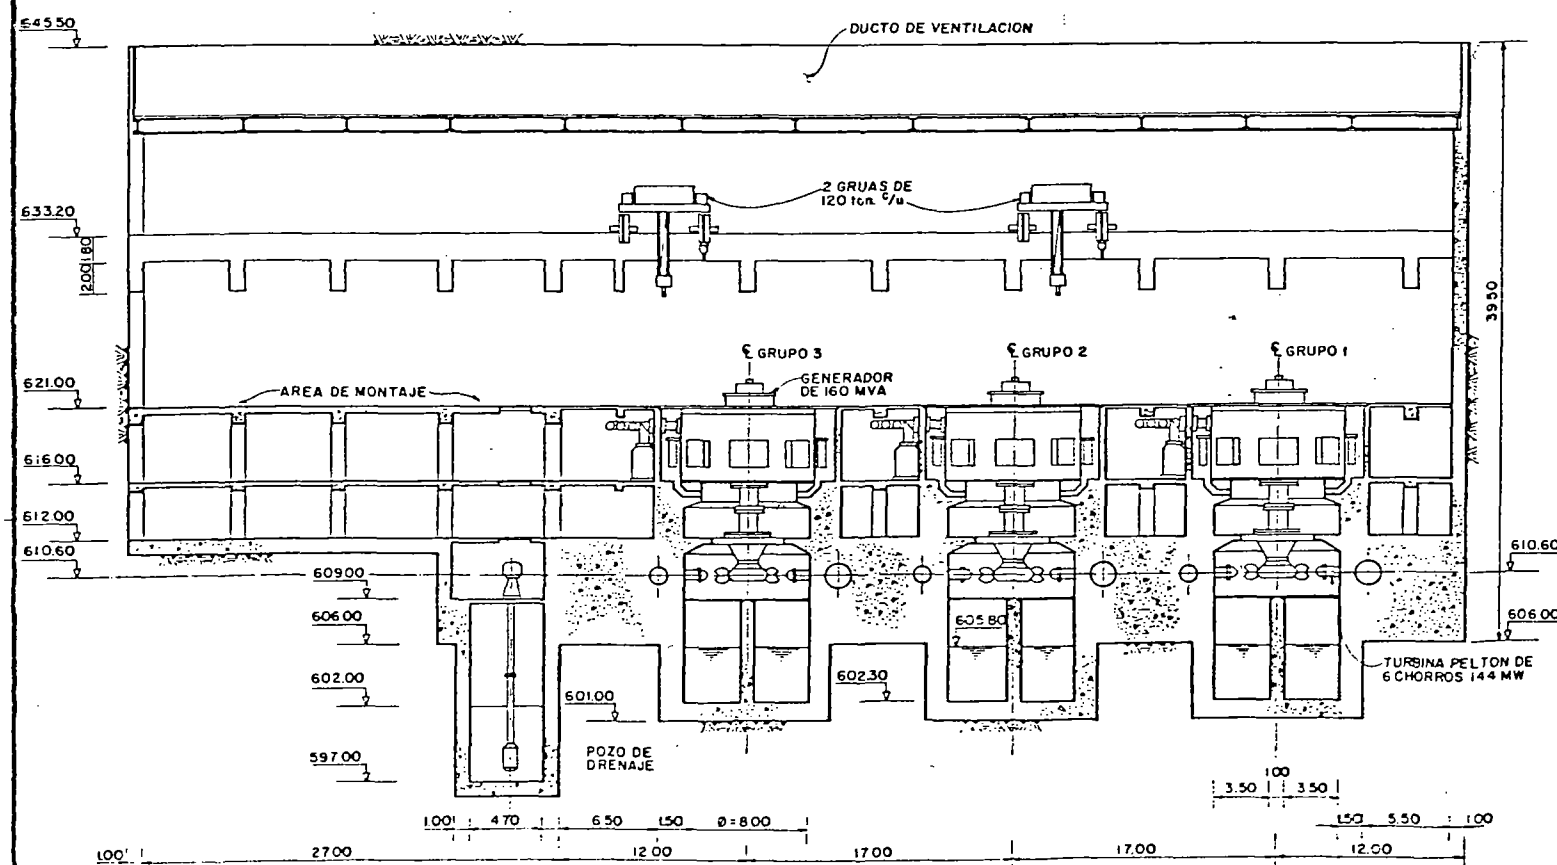 645.50
DUCTO DE VENTILACION
2 GRUAS DE
120 ton. c/u
633.20
1.80
2.00
3950
℄ GRUPO 3
℄ GRUPO 2
℄ GRUPO 1
GENERADOR
DE 160 MVA
AREA DE MONTAJE
621.00
616.00
612.00
610.60
610.60
609.00
606.00
605.80
606.00
TURBINA PELTON DE
6 CHORROS 144 MW
602.00
602.30
601.00
POZO DE
DRENAJE
597.00
1.00
3.50
3.50
1.00
4.70
6.50
1.50
Ø=8.00
1.50
5.50
1.00
1.00
27.00
12.00
17.00
17.00
12.00